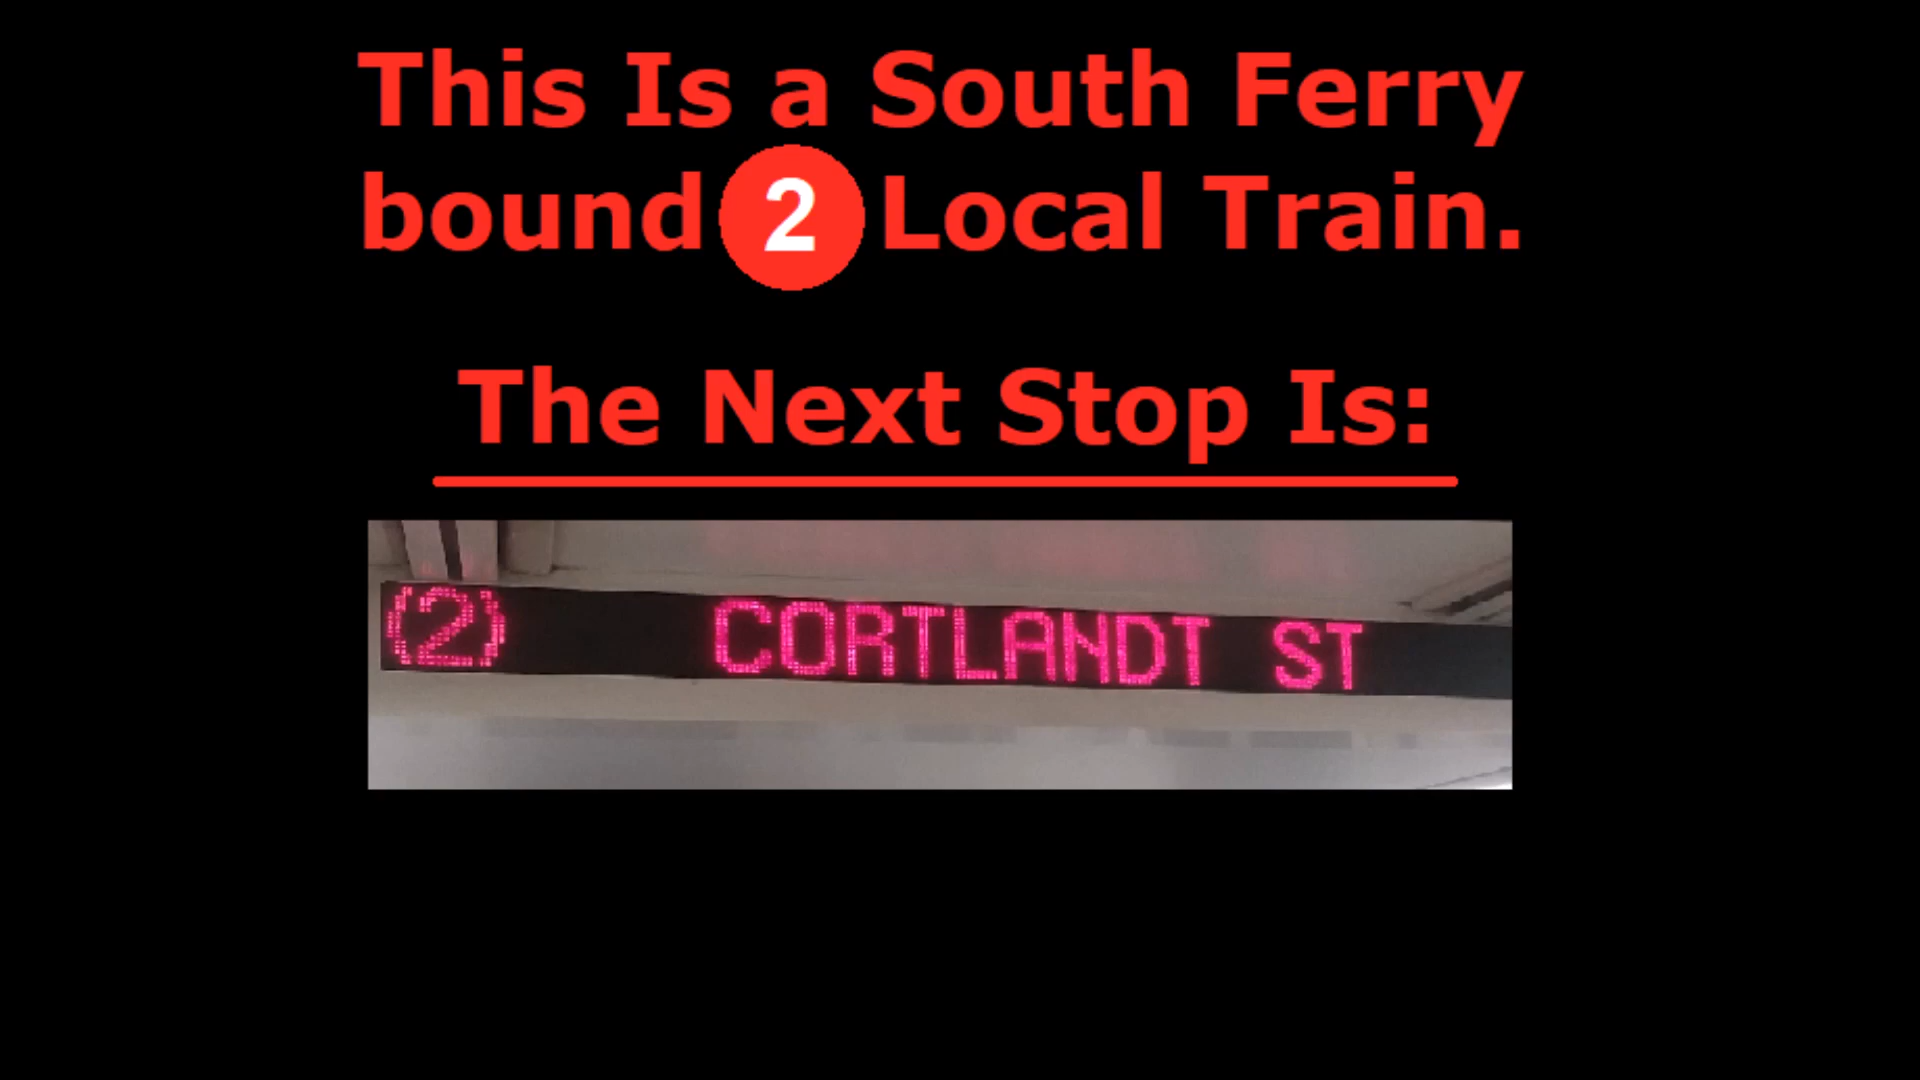 This Is a South Ferry
bound 2 Local Train.
The Next Stop Is:
(2) CORTLANDT ST